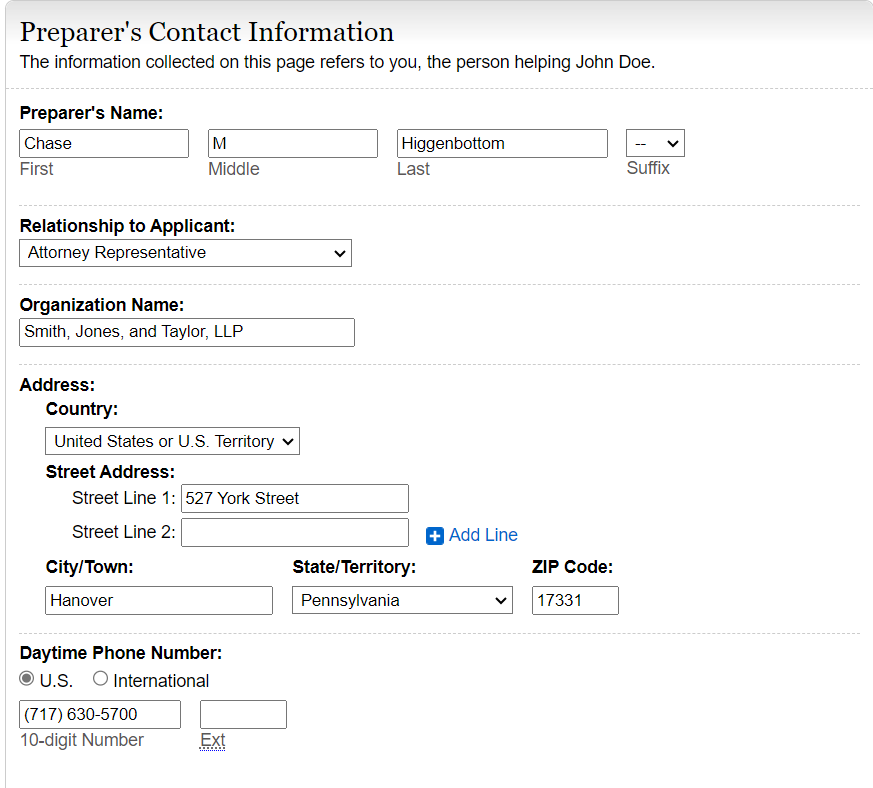 Preparer's Contact Information
The information collected on this page refers to you, the person helping John Doe.
Preparer's Name:
Chase M Higgenbottom --
First Middle Last Suffix
Relationship to Applicant:
Attorney Representative
Organization Name:
Smith, Jones, and Taylor, LLP
Address:
Country:
United States or U.S. Territory
Street Address:
Street Line 1: 527 York Street
Street Line 2: Add Line
City/Town: State/Territory: ZIP Code:
Hanover Pennsylvania 17331
Daytime Phone Number:
U.S. International
(717) 630-5700
10-digit Number Ext